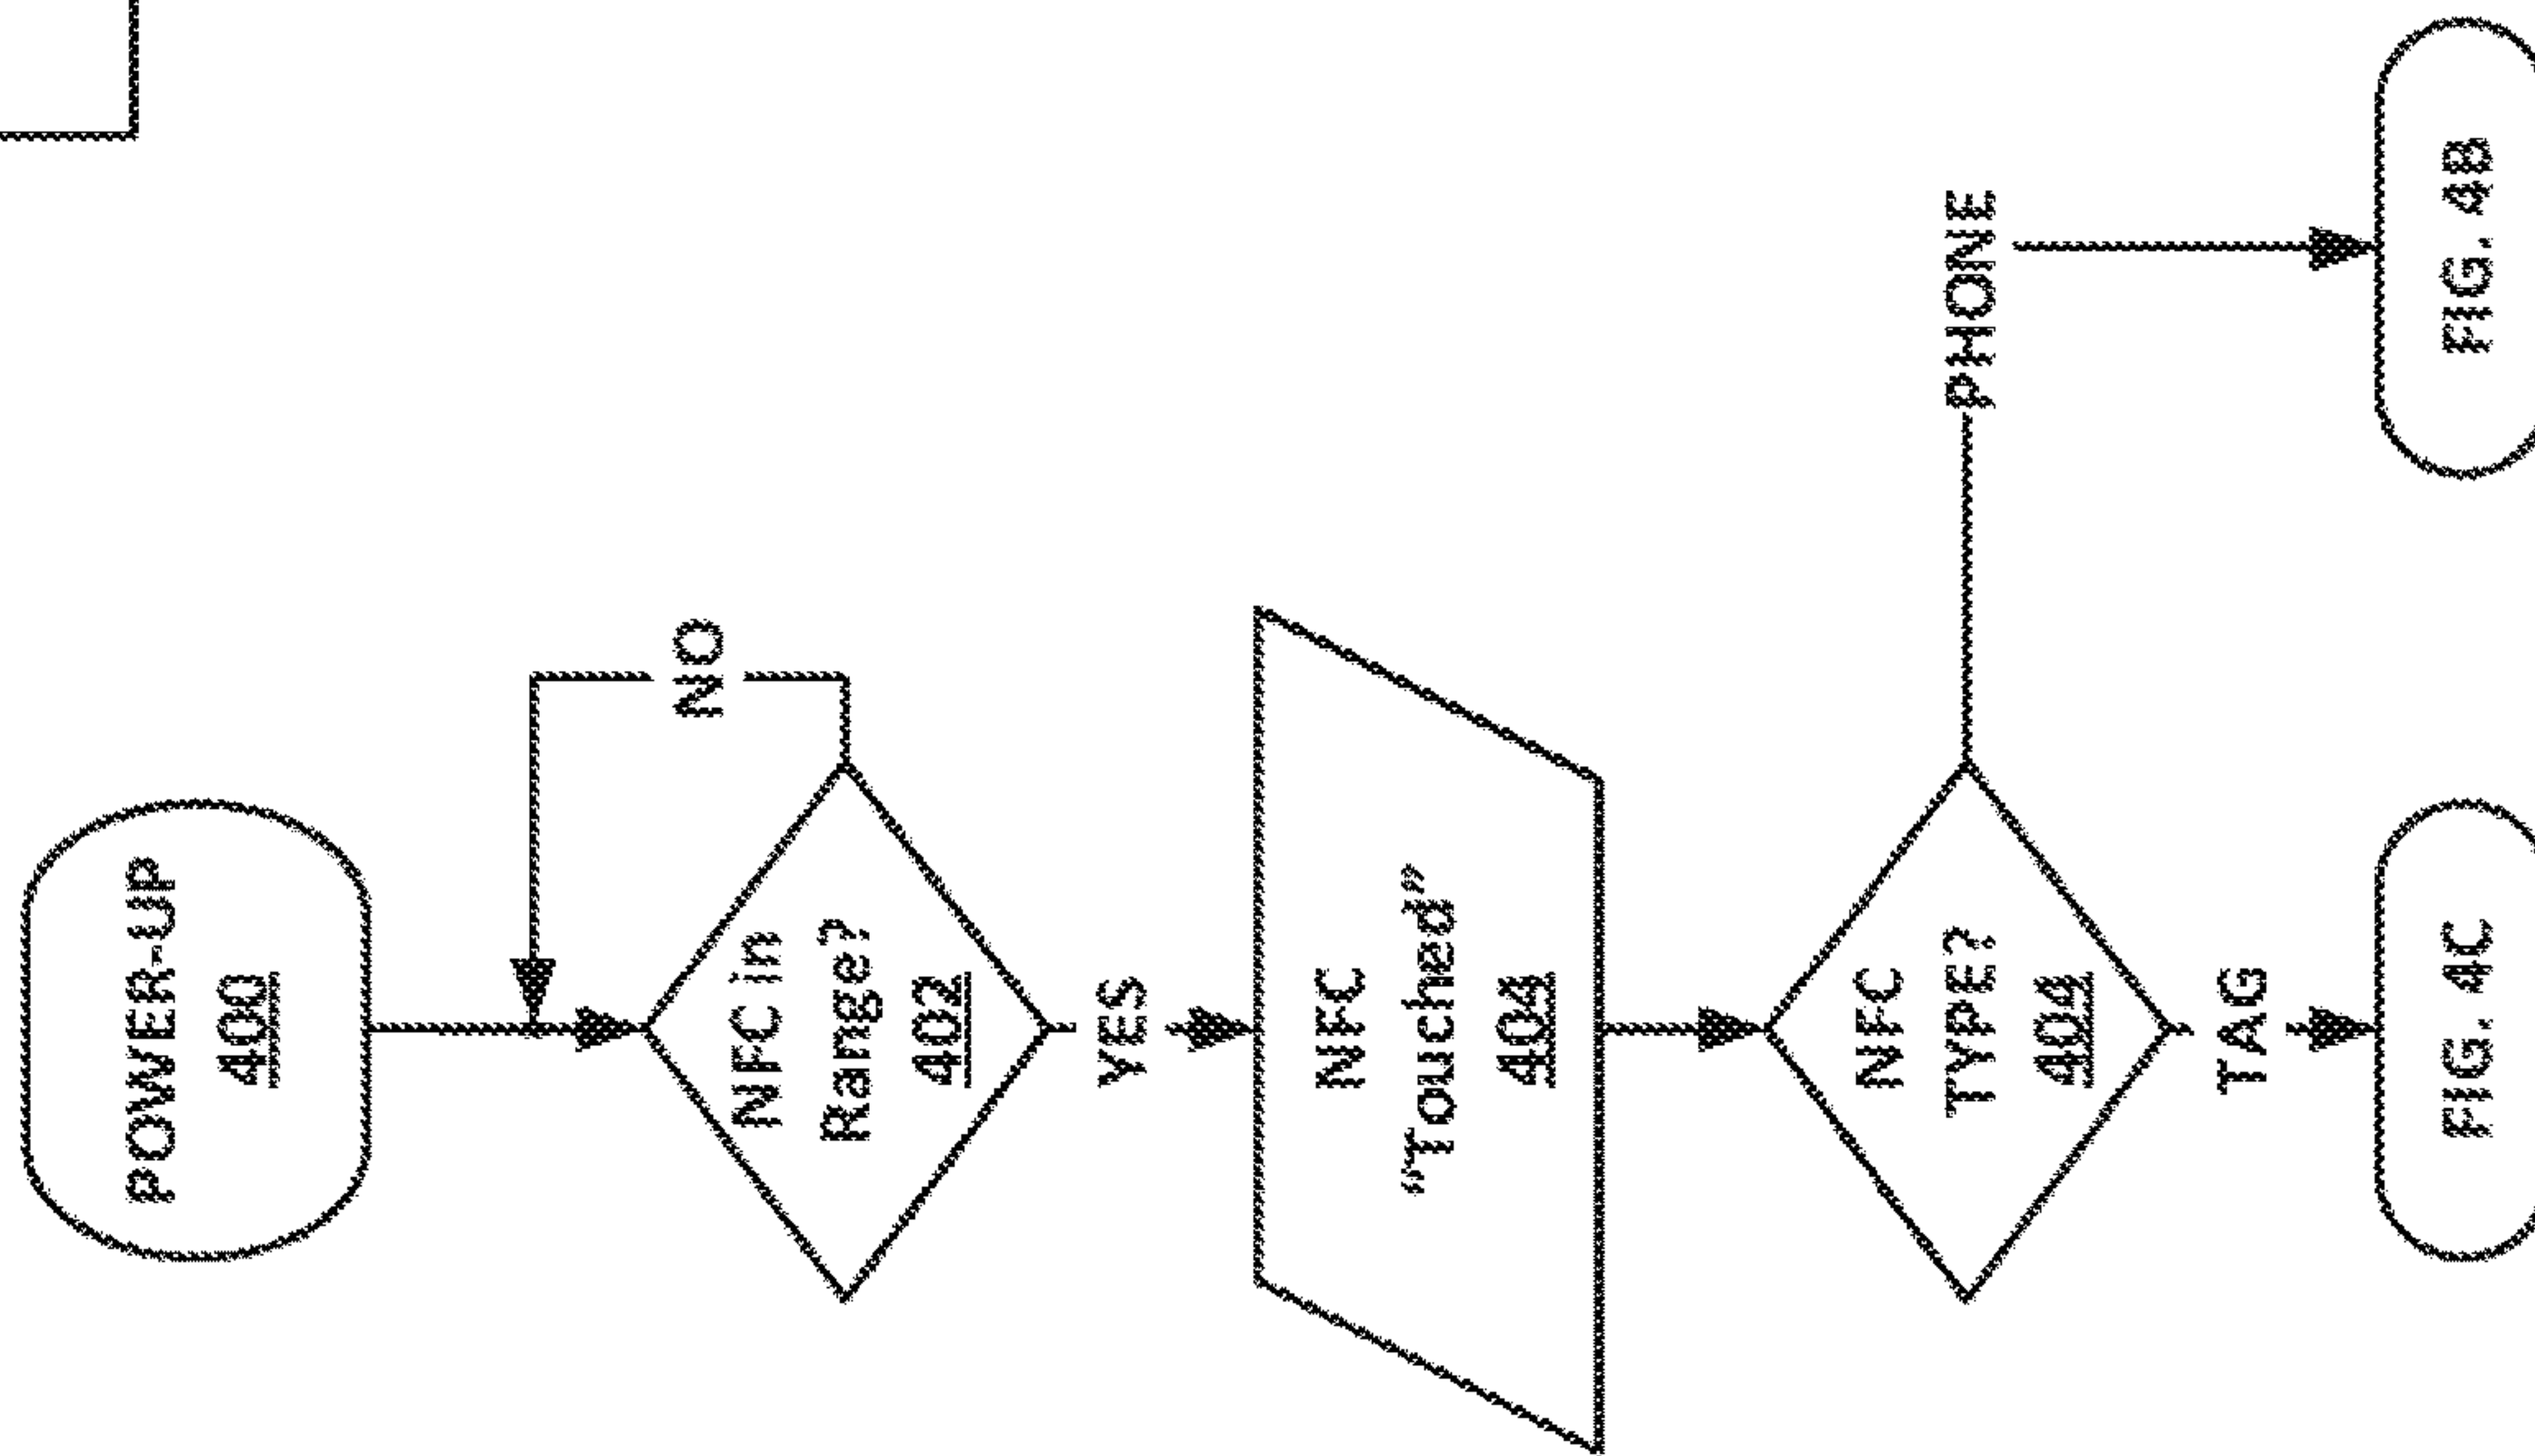 POWER-UP
400
NO
NFC in
Range?
402
YES
NFC
“Touched”
404
NFC
TYPE?
404
PHONE
TAG
FIG. 4C
FIG. 4B